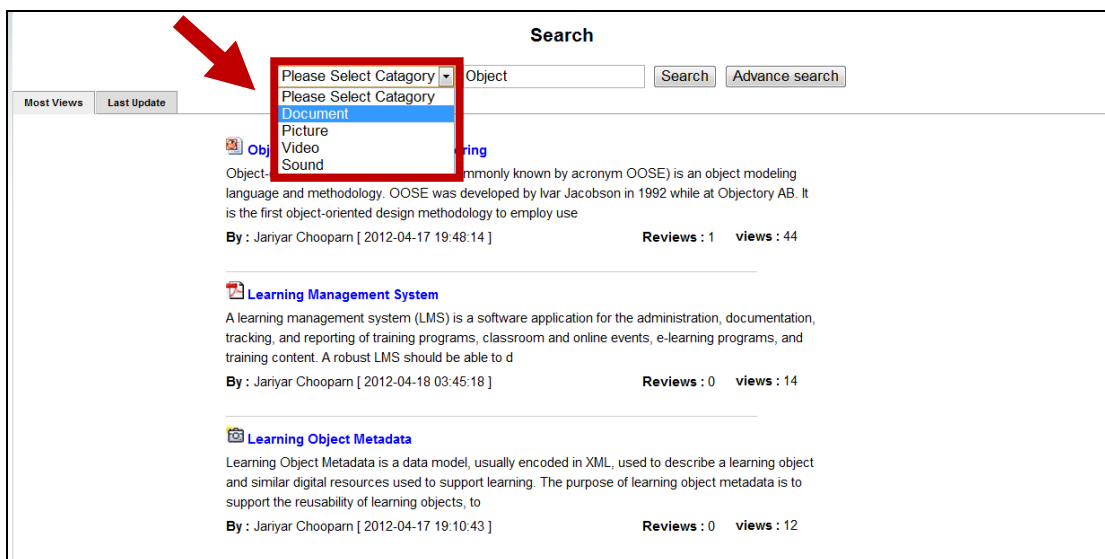 Search
Please Select Catagory Object Search Advance search
Please Select Catagory
Document
Picture
Video
Sound
Most Views Last Update
Obj ring
Object- mmonly known by acronym OOSE) is an object modeling
language and methodology. OOSE was developed by Ivar Jacobson in 1992 while at Objectory AB. It
is the first object-oriented design methodology to employ use
By : Jariyar Chooparn [ 2012-04-17 19:48:14 ] Reviews : 1 views : 44
Learning Management System
A learning management system (LMS) is a software application for the administration, documentation,
tracking, and reporting of training programs, classroom and online events, e-learning programs, and
training content. A robust LMS should be able to d
By : Jariyar Chooparn [ 2012-04-18 03:45:18 ] Reviews : 0 views : 14
Learning Object Metadata
Learning Object Metadata is a data model, usually encoded in XML, used to describe a learning object
and similar digital resources used to support learning. The purpose of learning object metadata is to
support the reusability of learning objects, to
By : Jariyar Chooparn [ 2012-04-17 19:10:43 ] Reviews : 0 views : 12